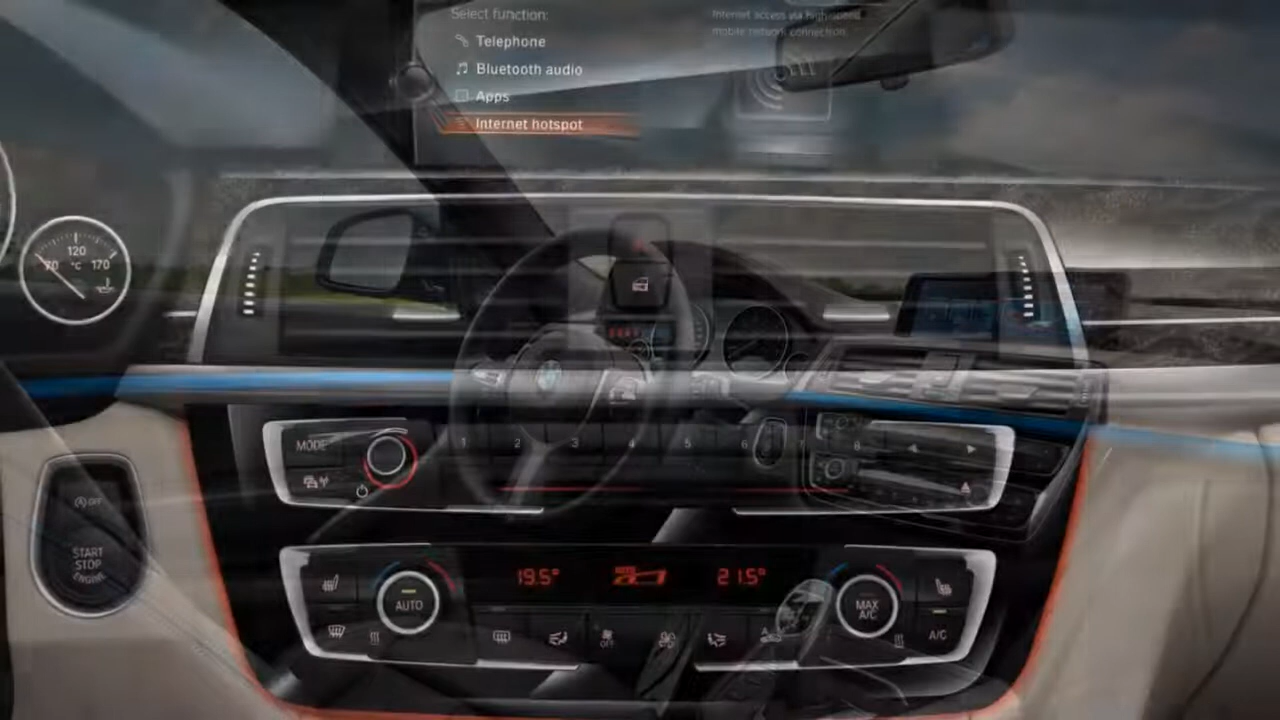 Select function:
Telephone
Bluetooth audio
Apps
Internet hotspot
Internet access via high-speed
mobile network connection.
120
70 °C 170
MODE
1 2 3 4 5 6 7 8
OFF
START
STOP
ENGINE
19.5° AUTO 21.5°
AUTO
MAX
A/C
OFF
A/C